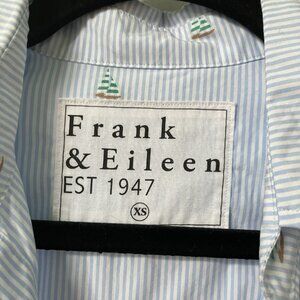 Frank
& Eileen
EST 1947
XS